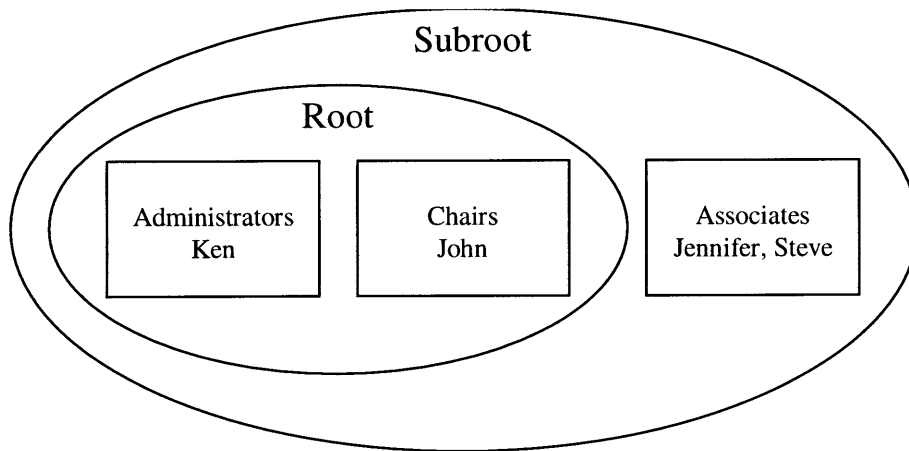 Subroot
Root
Administrators
Ken
Chairs
John
Associates
Jennifer, Steve